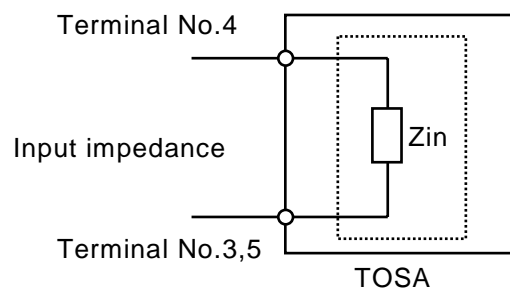 Terminal No.4
Zin
Input impedance
Terminal No.3,5
TOSA